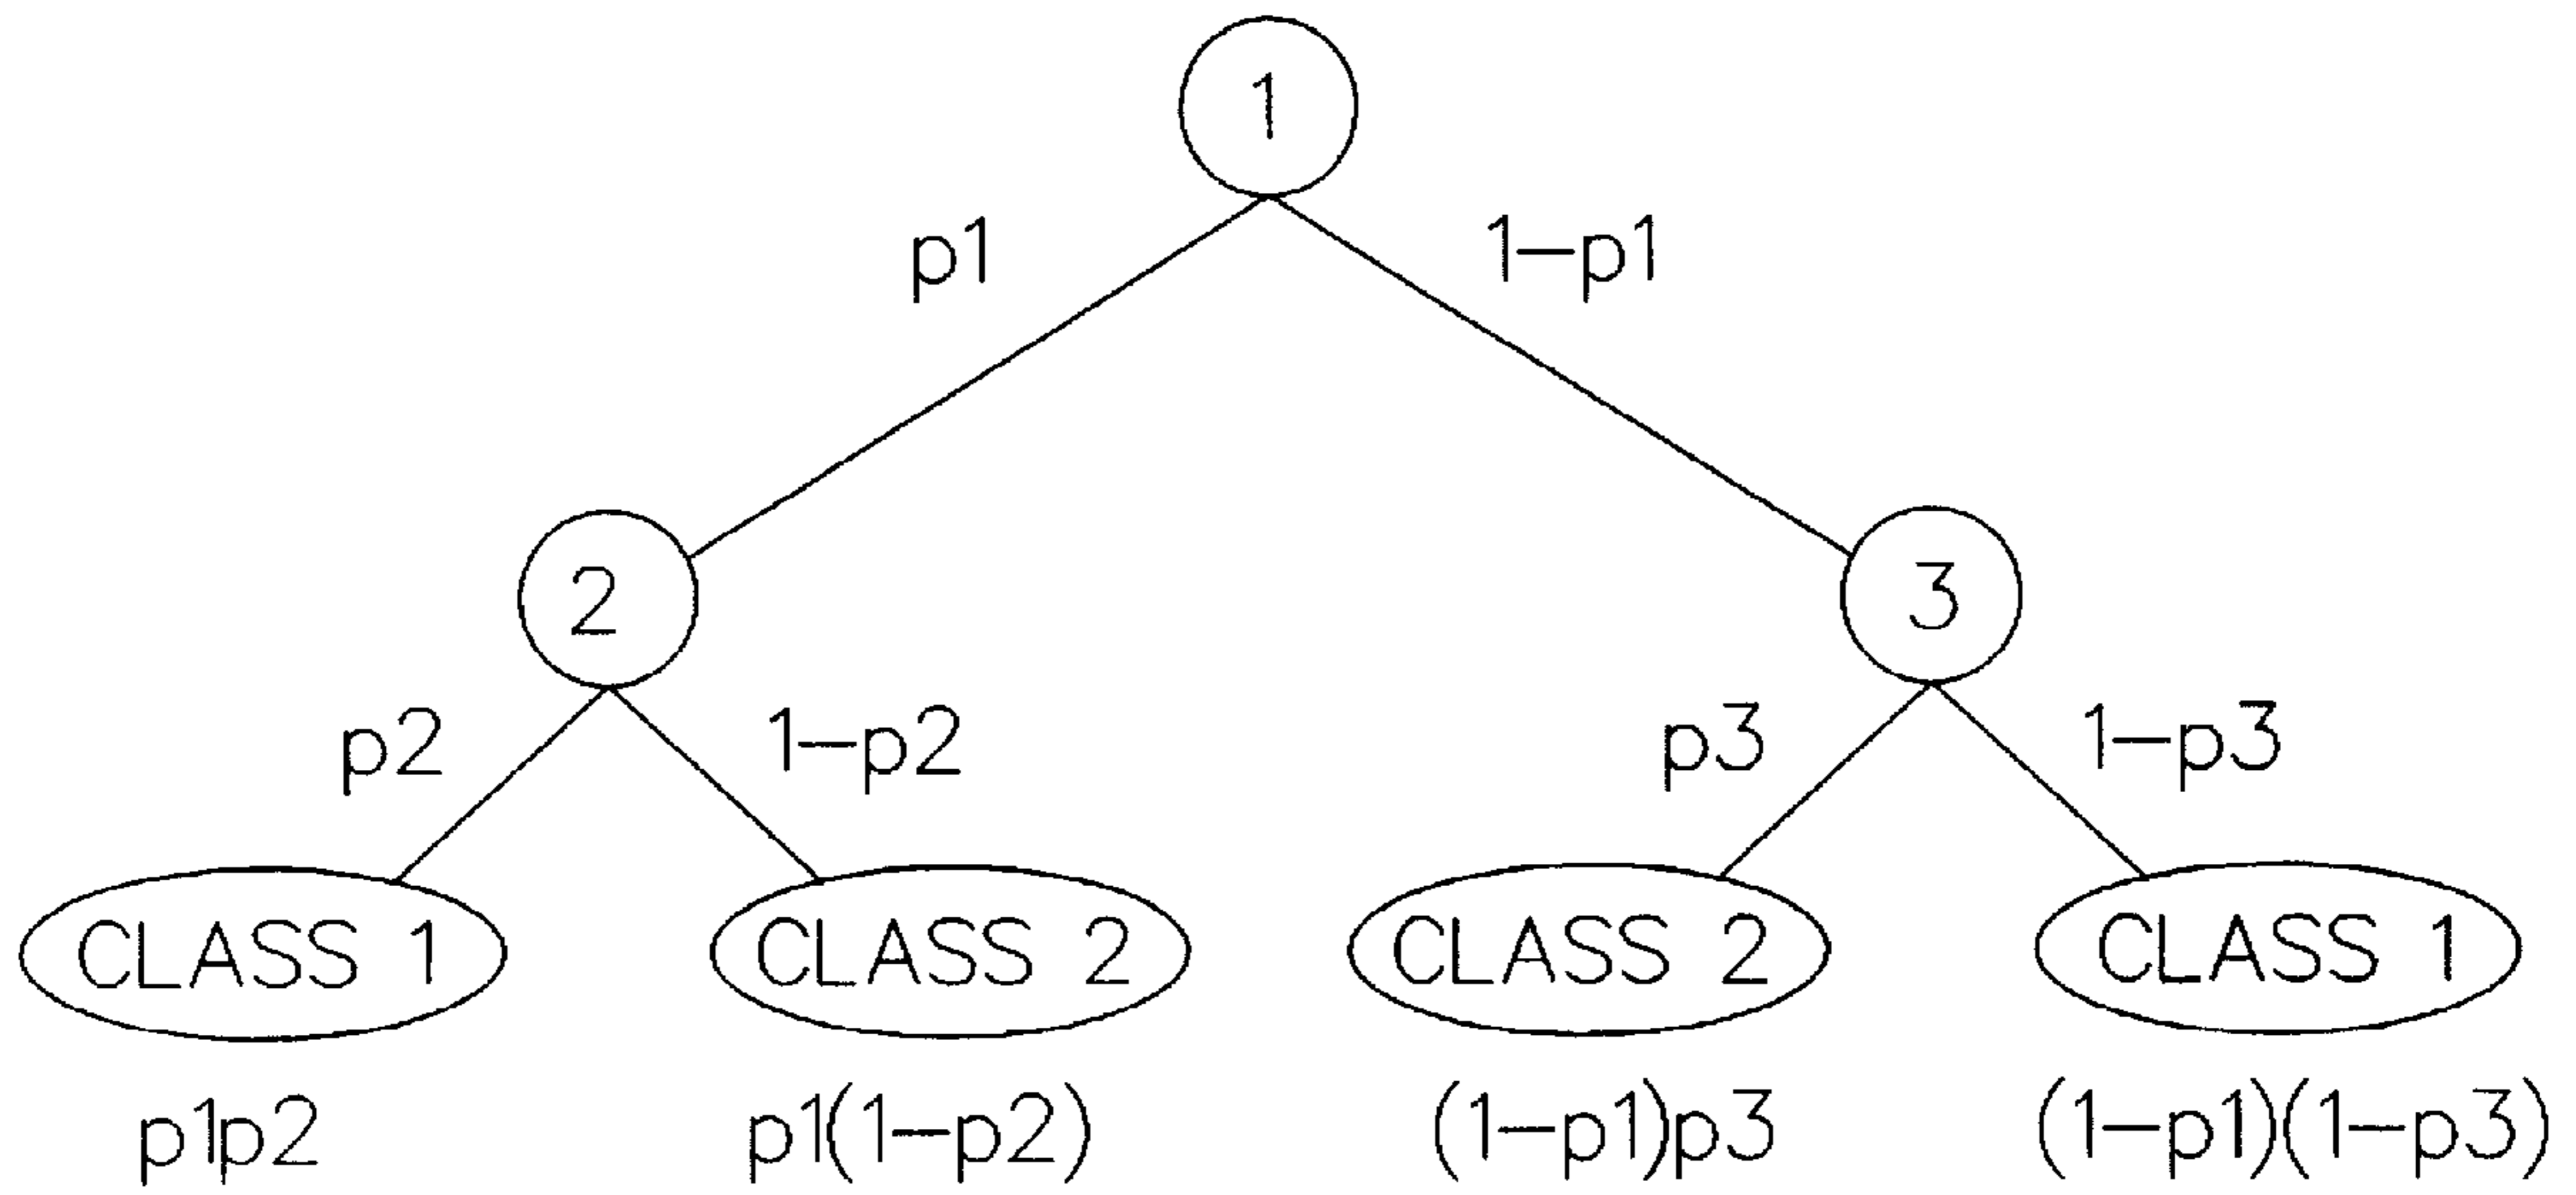 1
p1 1−p1
2 3
p2 1−p2 p3 1−p3
CLASS 1 CLASS 2 CLASS 2 CLASS 1
p1p2 p1(1−p2) (1−p1)p3 (1−p1)(1−p3)